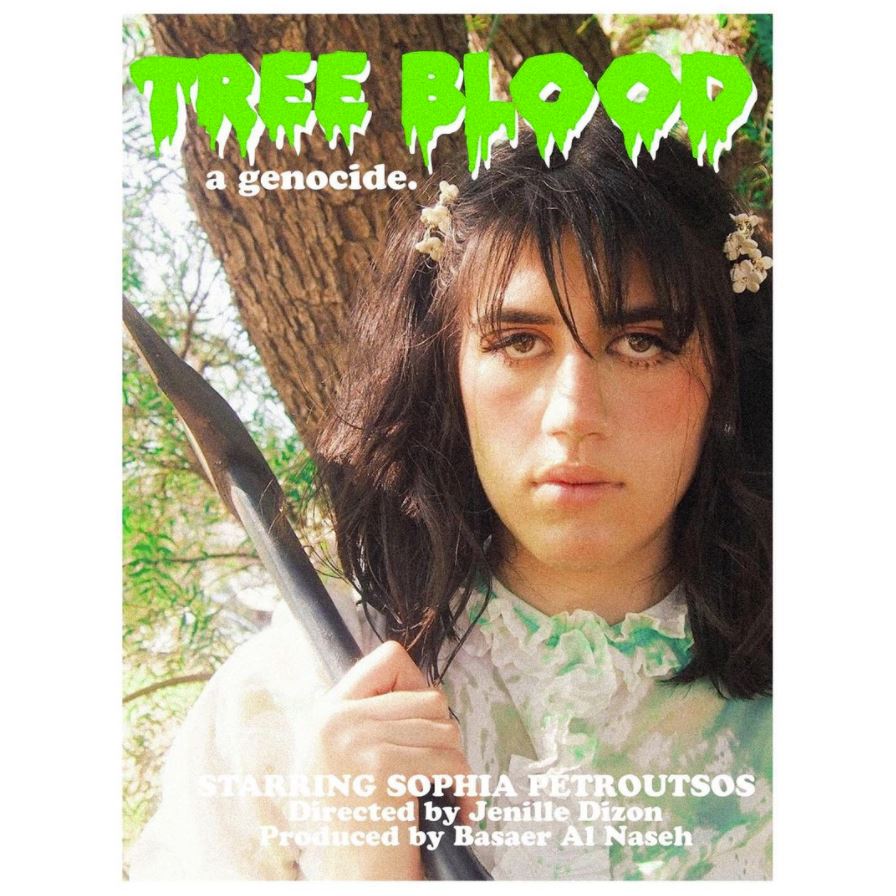 TREE BLOOD
a genocide.
STARRING SOPHIA PETROUTSOS
Directed by Jenille Dizon
Produced by Basaer Al Naseh